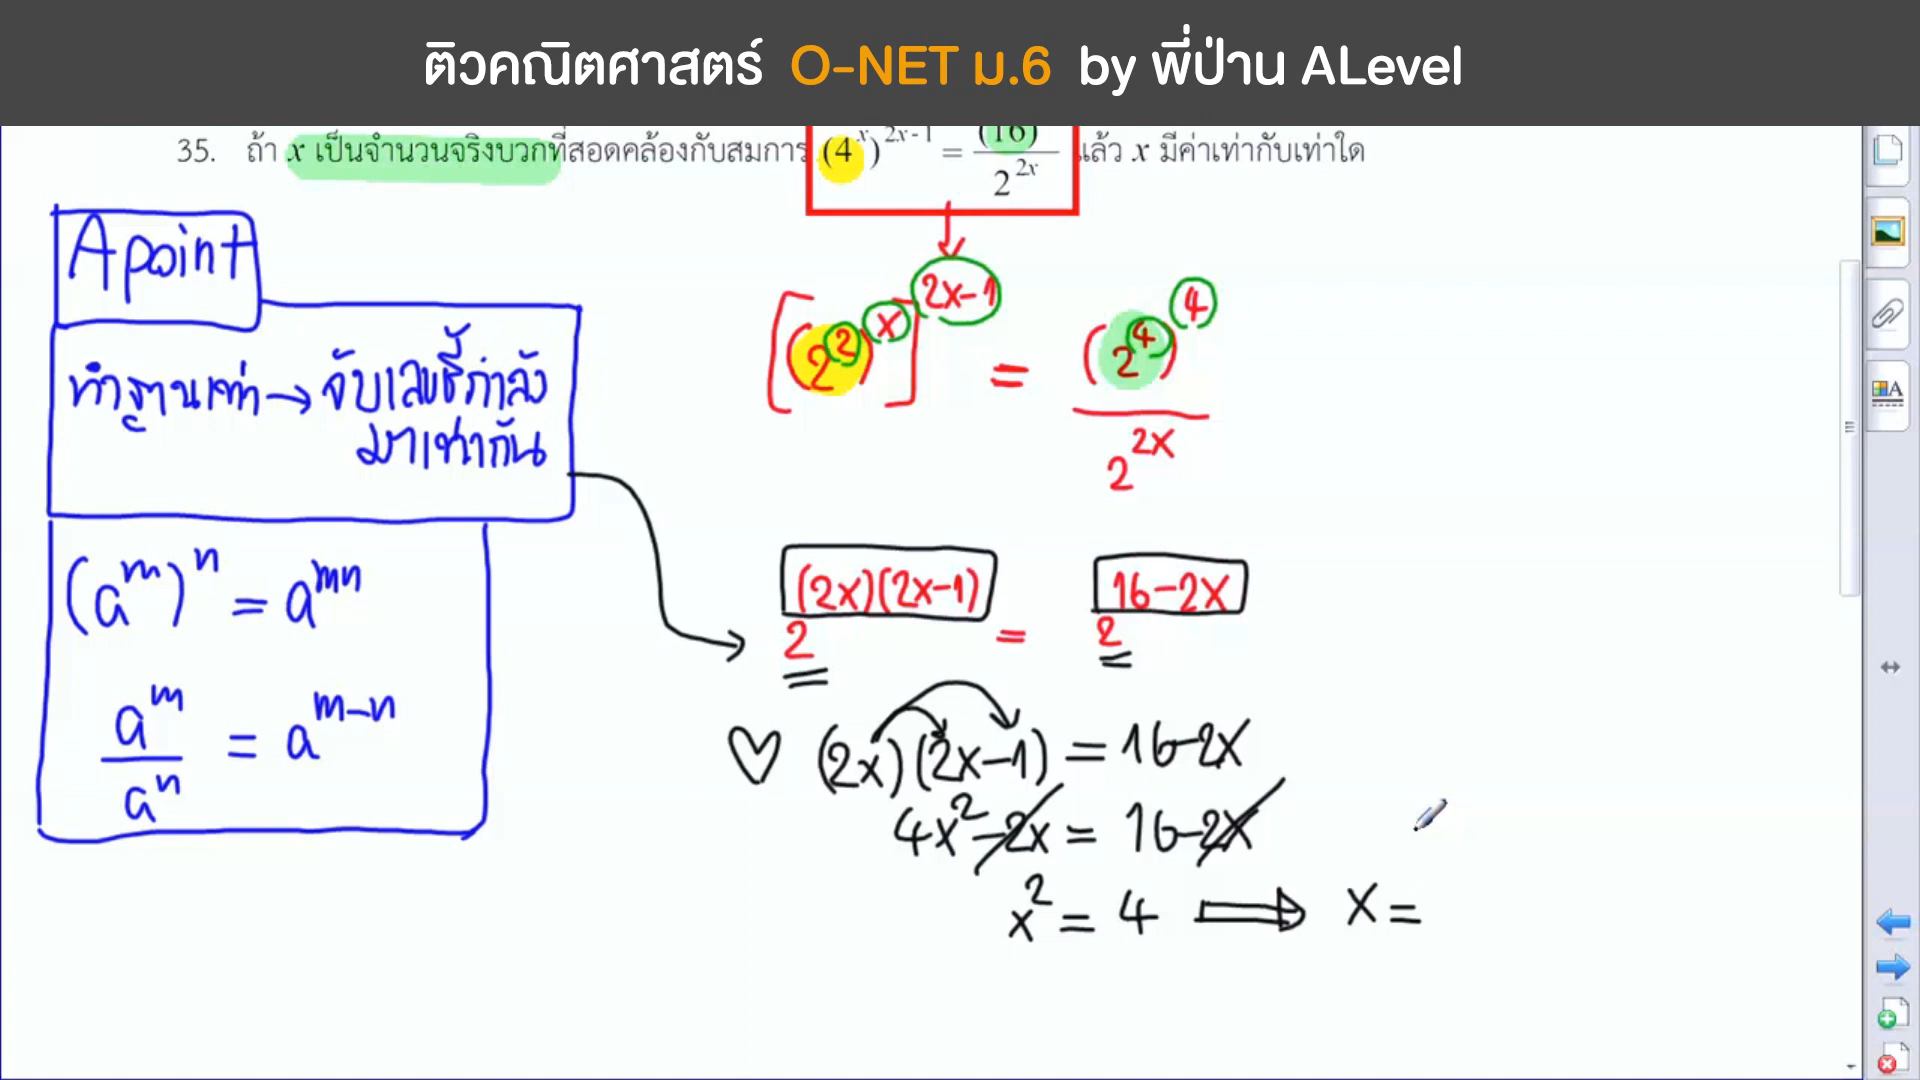 ติวคณิตศาสตร์ O-NET ม.6 by พี่ป่าน ALevel
35. ถ้า x เป็นจำนวนจริงบวกที่สอดคล้องกับสมการ (4^x)^{2x-1} = (16) / 2^{2x} แล้ว x มีค่าเท่ากับเท่าใด
A point
ทำฐานเท่า → จับเลขชี้กำลัง
มาเท่ากัน
(a^m)^n = a^{mn}
a^m / a^n = a^{m-n}
[(2^2)^x]^{2x-1} = (2^4)^4 / 2^{2x}
2^{(2x)(2x-1)} = 2^{16-2x}
♡ (2x)(2x-1) = 16-2x
4x^2-2x = 16-2x
x^2 = 4 ⇒ x =